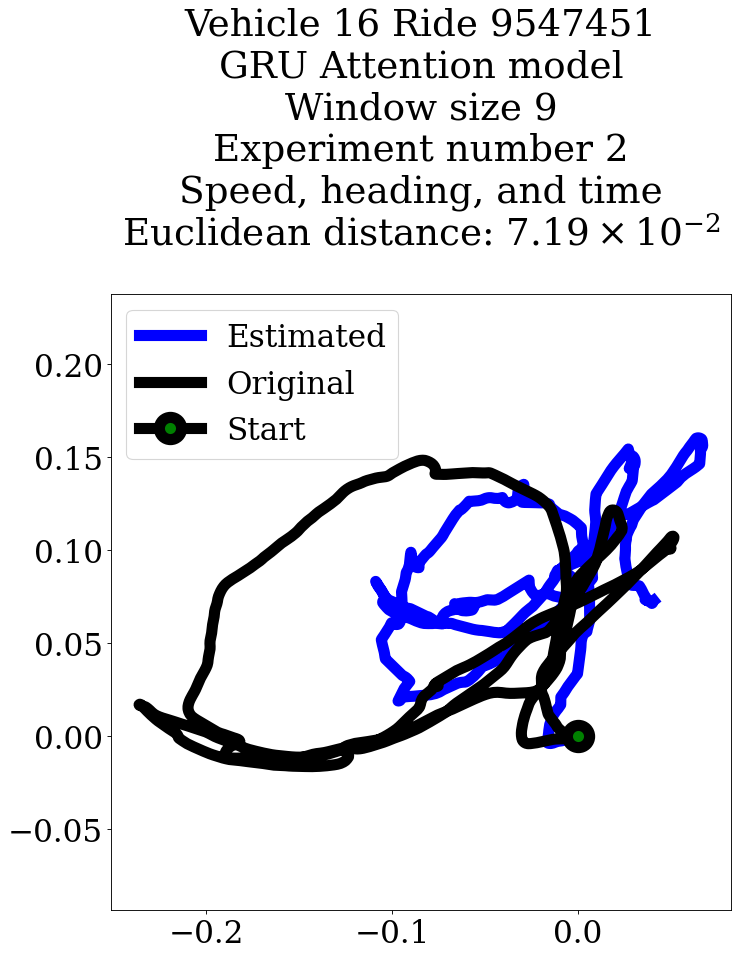 Vehicle 16 Ride 9547451
GRU Attention model
Window size 9
Experiment number 2
Speed, heading, and time
Euclidean distance: 7.19 × 10⁻²
Estimated
Original
Start
0.20
0.15
0.10
0.05
0.00
−0.05
−0.2
−0.1
0.0